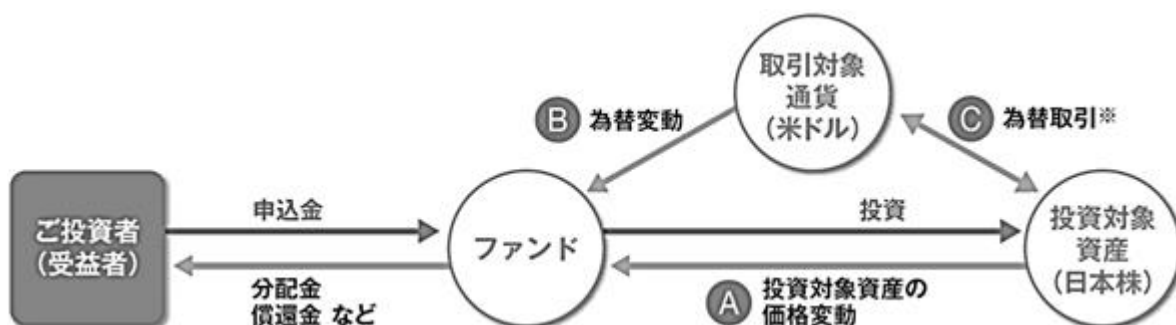 取引対象
通貨
（米ドル）
B 為替変動
C 為替取引※
ご投資者
（受益者）
申込金
ファンド
投資
投資対象
資産
（日本株）
分配金
償還金 など
A 投資対象資産の
価格変動